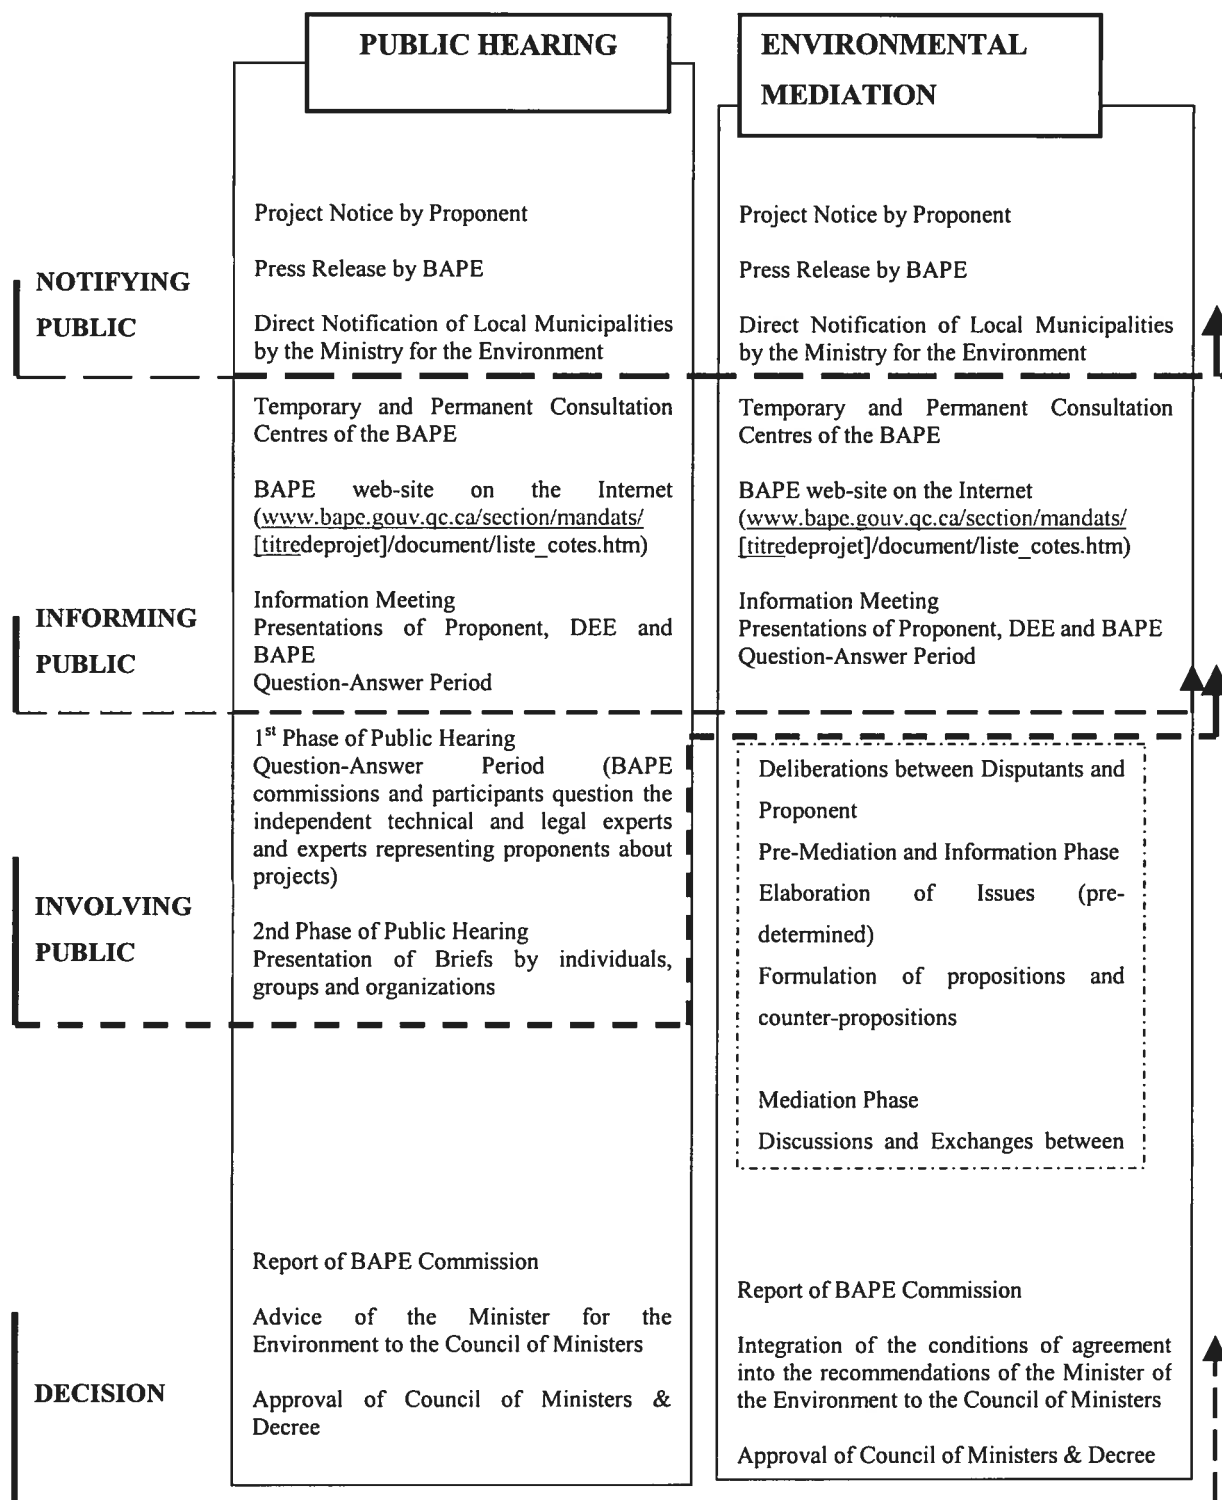 PUBLIC HEARING
ENVIRONMENTAL
MEDIATION
NOTIFYING
PUBLIC
Project Notice by Proponent
Press Release by BAPE
Direct Notification of Local Municipalities
by the Ministry for the Environment
Project Notice by Proponent
Press Release by BAPE
Direct Notification of Local Municipalities
by the Ministry for the Environment
INFORMING
PUBLIC
Temporary and Permanent Consultation
Centres of the BAPE
BAPE web-site on the Internet
(www.bape.gouv.qc.ca/section/mandats/
[titredeprojet]/document/liste_cotes.htm)
Information Meeting
Presentations of Proponent, DEE and
BAPE
Question-Answer Period
Temporary and Permanent Consultation
Centres of the BAPE
BAPE web-site on the Internet
(www.bape.gouv.qc.ca/section/mandats/
[titredeprojet]/document/liste_cotes.htm)
Information Meeting
Presentations of Proponent, DEE and BAPE
Question-Answer Period
INVOLVING
PUBLIC
1st Phase of Public Hearing
Question-Answer Period (BAPE
commissions and participants question the
independent technical and legal experts
and experts representing proponents about
projects)
2nd Phase of Public Hearing
Presentation of Briefs by individuals,
groups and organizations
Deliberations between Disputants and
Proponent
Pre-Mediation and Information Phase
Elaboration of Issues (pre-
determined)
Formulation of propositions and
counter-propositions
Mediation Phase
Discussions and Exchanges between
DECISION
Report of BAPE Commission
Advice of the Minister for the
Environment to the Council of Ministers
Approval of Council of Ministers &
Decree
Report of BAPE Commission
Integration of the conditions of agreement
into the recommendations of the Minister of
the Environment to the Council of Ministers
Approval of Council of Ministers & Decree